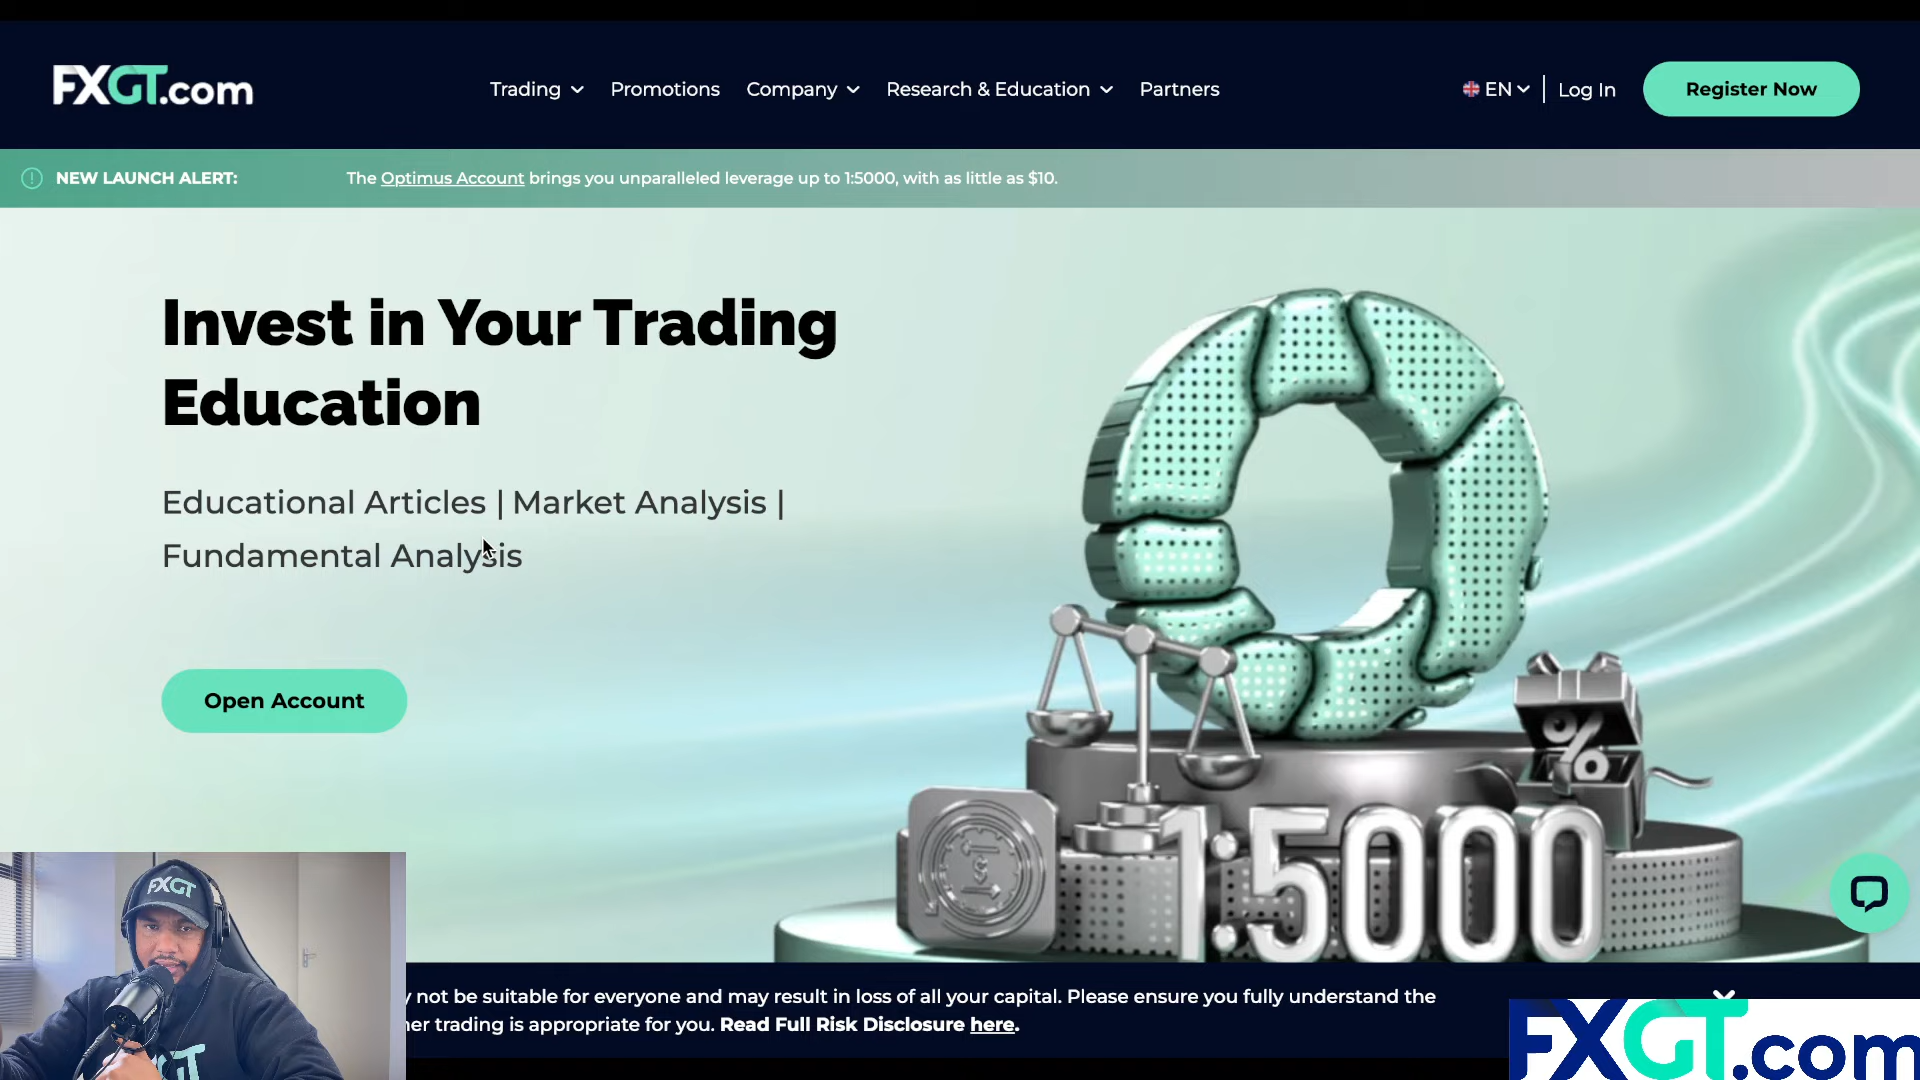 FXGT.com
Trading
Promotions
Company
Research & Education
Partners
EN
Log In
Register Now
NEW LAUNCH ALERT:
The Optimus Account brings you unparalleled leverage up to 1:5000, with as little as $10.
Invest in Your Trading
Education
Educational Articles | Market Analysis |
Fundamental Analysis
Open Account
%
$
1:5000
FXGT
not be suitable for everyone and may result in loss of all your capital. Please ensure you fully understand the
trading is appropriate for you. Read Full Risk Disclosure here.
FXGT.com